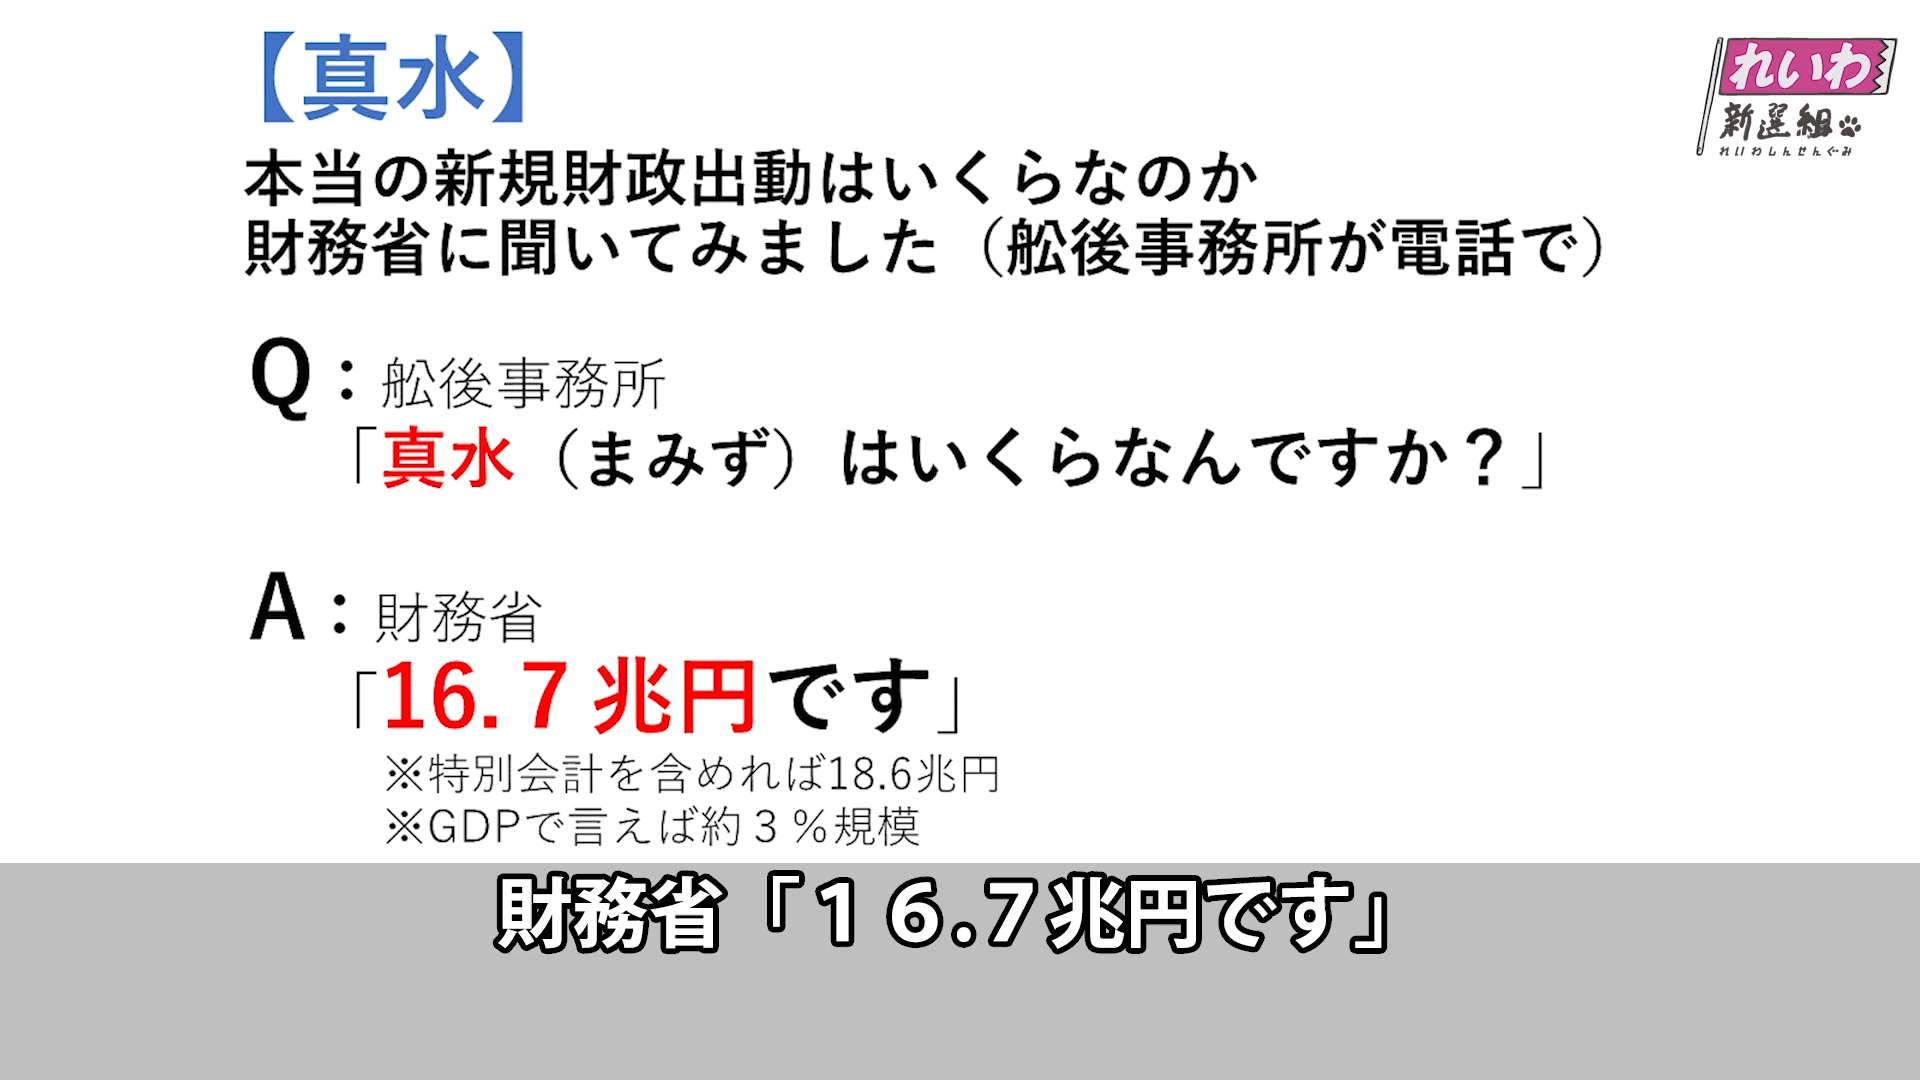 【真水】
れいわ
新選組
れいわしんせんぐみ
本当の新規財政出動はいくらなのか
財務省に聞いてみました（舩後事務所が電話で）
Q：舩後事務所
「真水（まみず）はいくらなんですか？」
A：財務省
「16.７兆円です」
※特別会計を含めれば18.6兆円
※GDPで言えば約３％規模
財務省「１６.７兆円です」